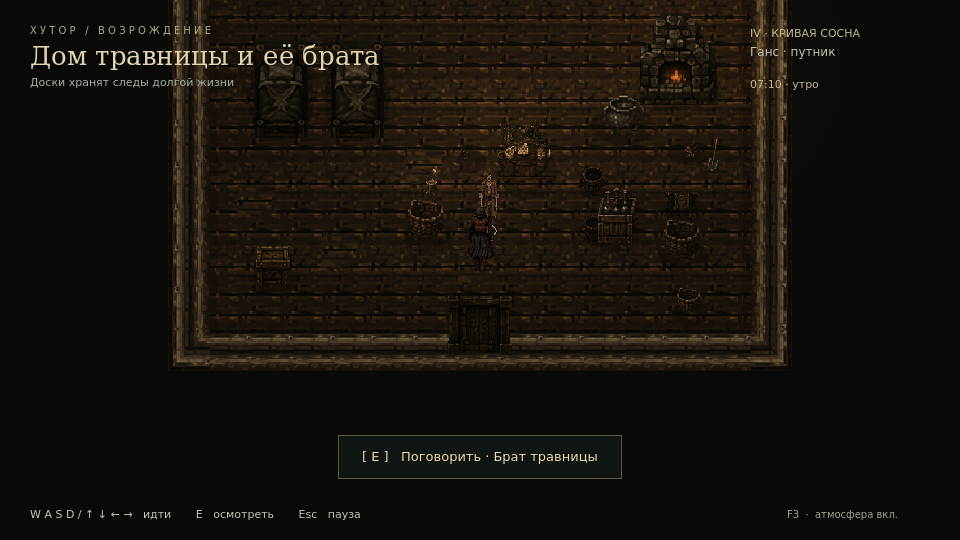 ХУТОР / ВОЗРОЖДЕНИЕ
Дом травницы и её брата
Доски хранят следы долгой жизни
IV · КРИВАЯ СОСНА
Ганс · путник
07:10 · утро
[ E ] Поговорить · Брат травницы
W A S D / ↑ ↓ ← → идти E осмотреть Esc пауза
F3 · атмосфера вкл.